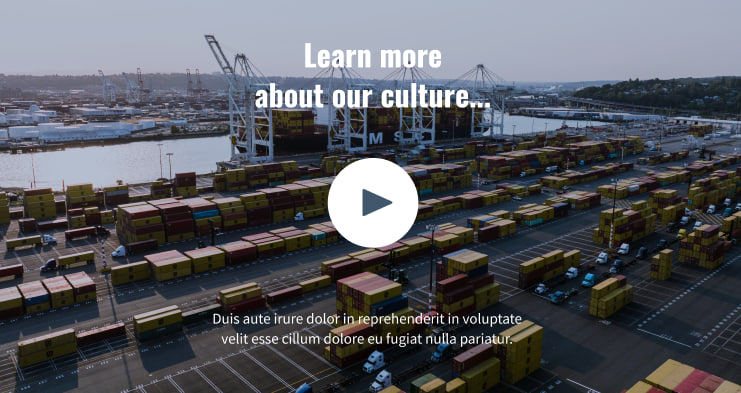 Learn more
about our culture...
MS
Duis aute irure dolor in reprehenderit in voluptate
velit esse cillum dolore eu fugiat nulla pariatur.